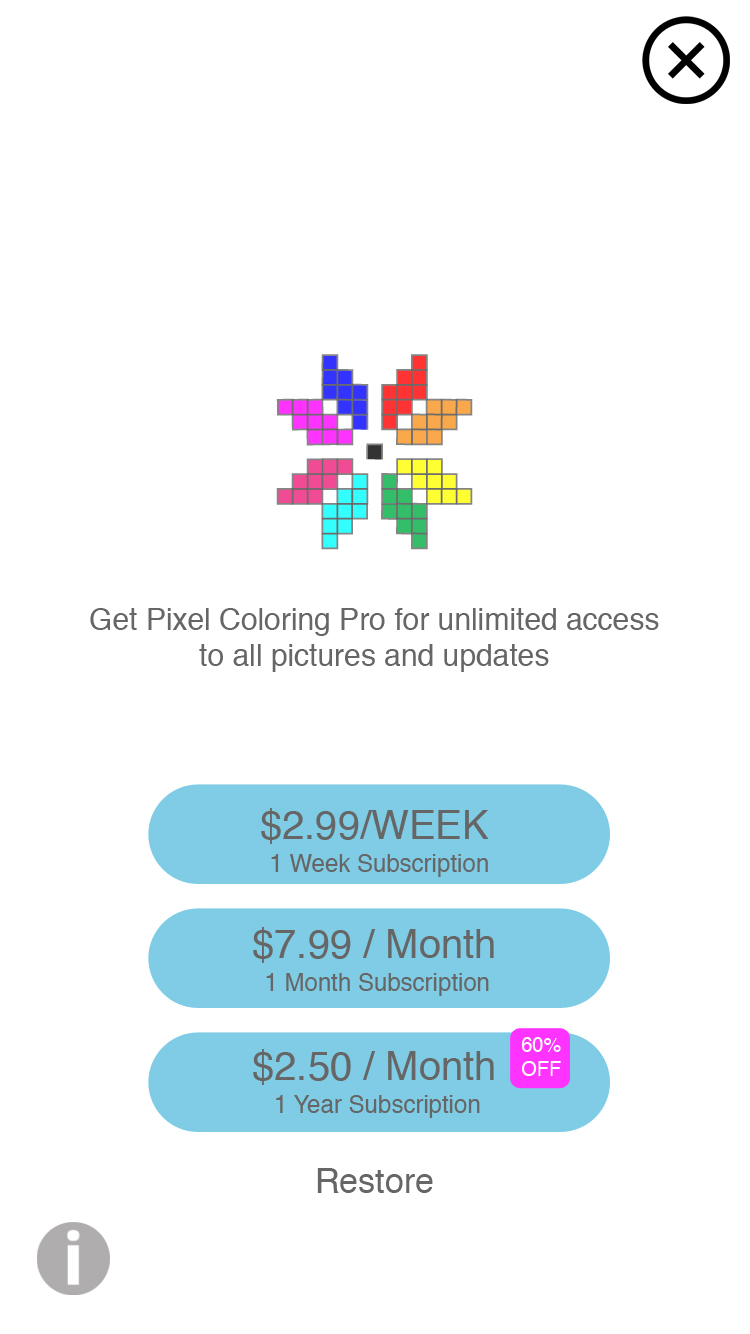 Get Pixel Coloring Pro for unlimited access
to all pictures and updates
$2.99/WEEK
1 Week Subscription
$7.99 / Month
1 Month Subscription
$2.50 / Month
60%
OFF
1 Year Subscription
Restore
i